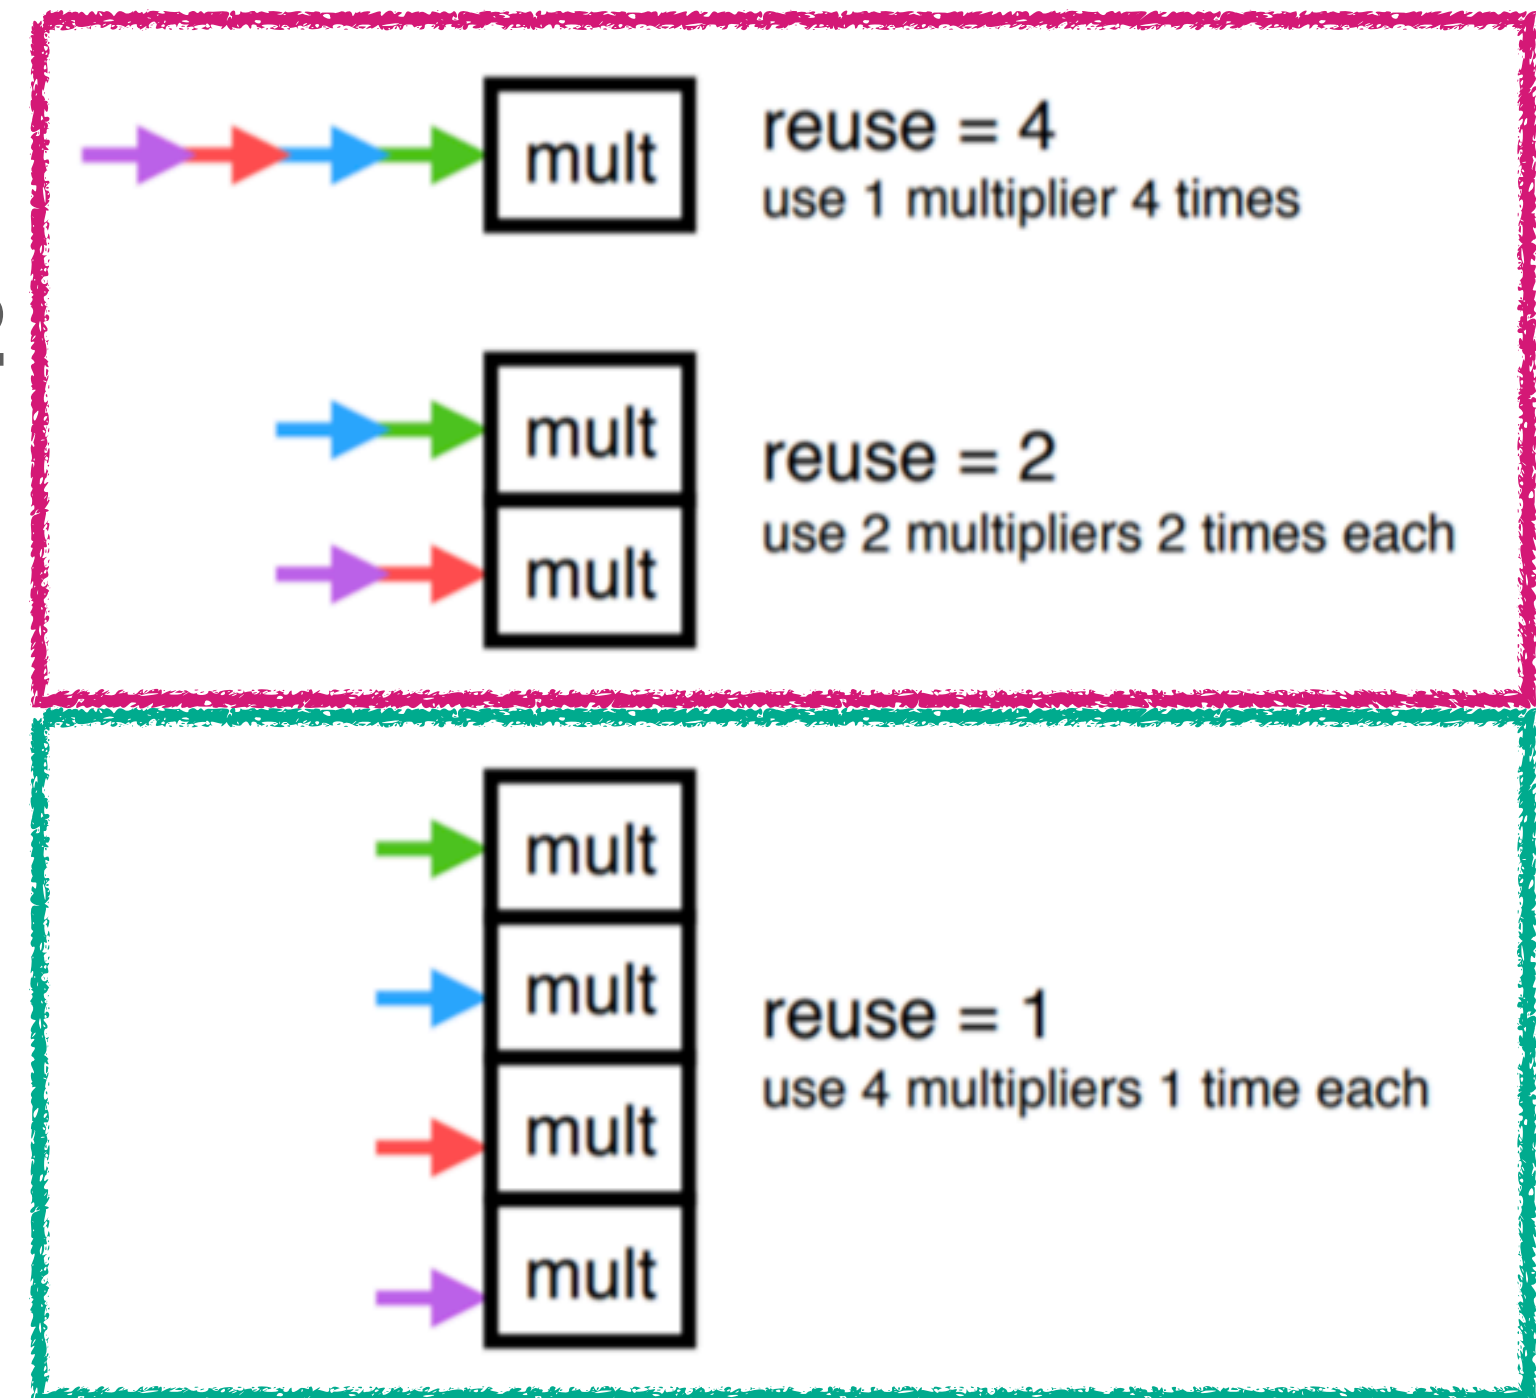 mult
reuse = 4
use 1 multiplier 4 times
mult
mult
reuse = 2
use 2 multipliers 2 times each
mult
mult
mult
mult
reuse = 1
use 4 multipliers 1 time each